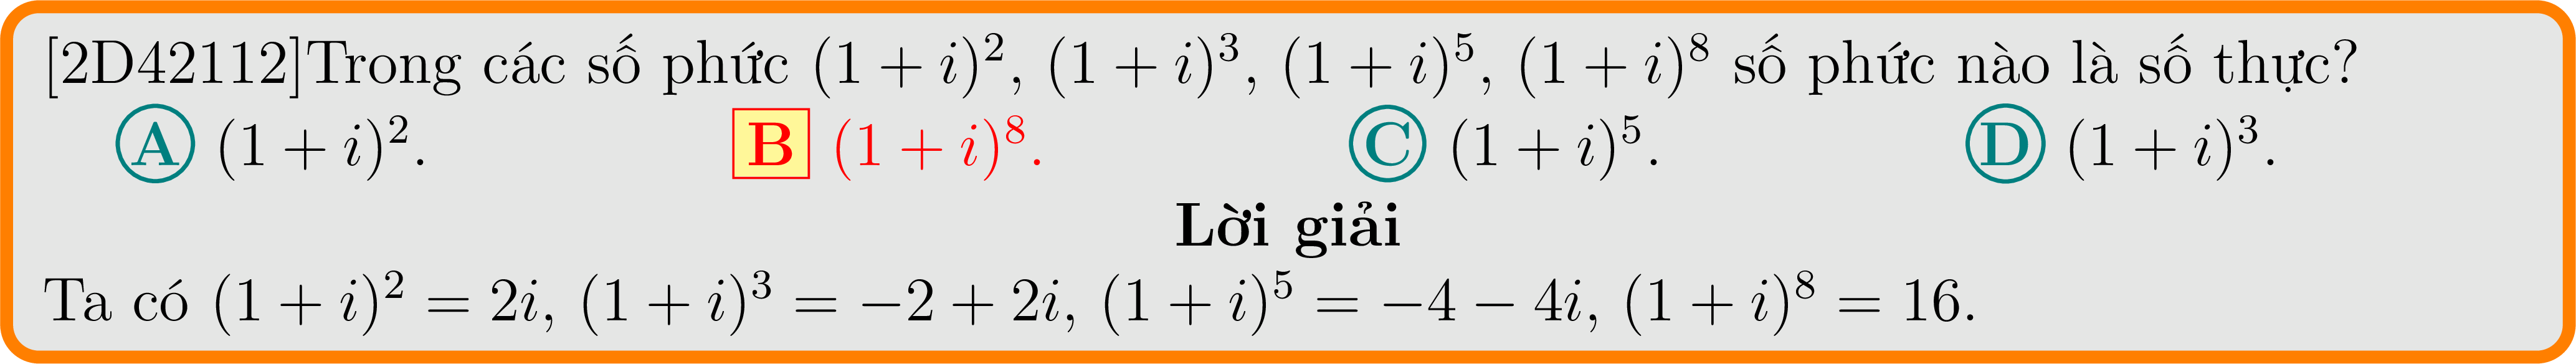 [2D42112]Trong các số phức (1 + i)², (1 + i)³, (1 + i)⁵, (1 + i)⁸ số phức nào là số thực?
A (1 + i)². B (1 + i)⁸. C (1 + i)⁵. D (1 + i)³.
Lời giải
Ta có (1 + i)² = 2i, (1 + i)³ = −2 + 2i, (1 + i)⁵ = −4 − 4i, (1 + i)⁸ = 16.